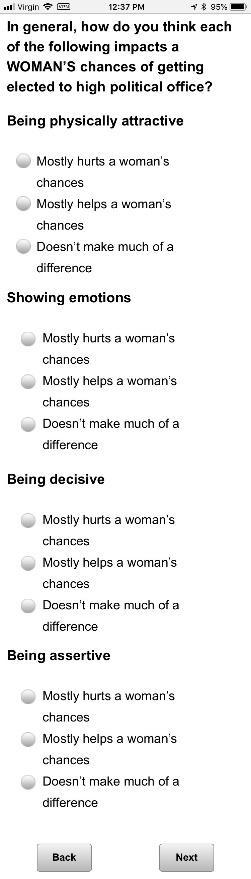 Virgin VPN 12:37 PM 95%
In general, how do you think each
of the following impacts a
WOMAN'S chances of getting
elected to high political office?
Being physically attractive
Mostly hurts a woman's
chances
Mostly helps a woman's
chances
Doesn't make much of a
difference
Showing emotions
Mostly hurts a woman's
chances
Mostly helps a woman's
chances
Doesn't make much of a
difference
Being decisive
Mostly hurts a woman's
chances
Mostly helps a woman's
chances
Doesn't make much of a
difference
Being assertive
Mostly hurts a woman's
chances
Mostly helps a woman's
chances
Doesn't make much of a
difference
Back Next